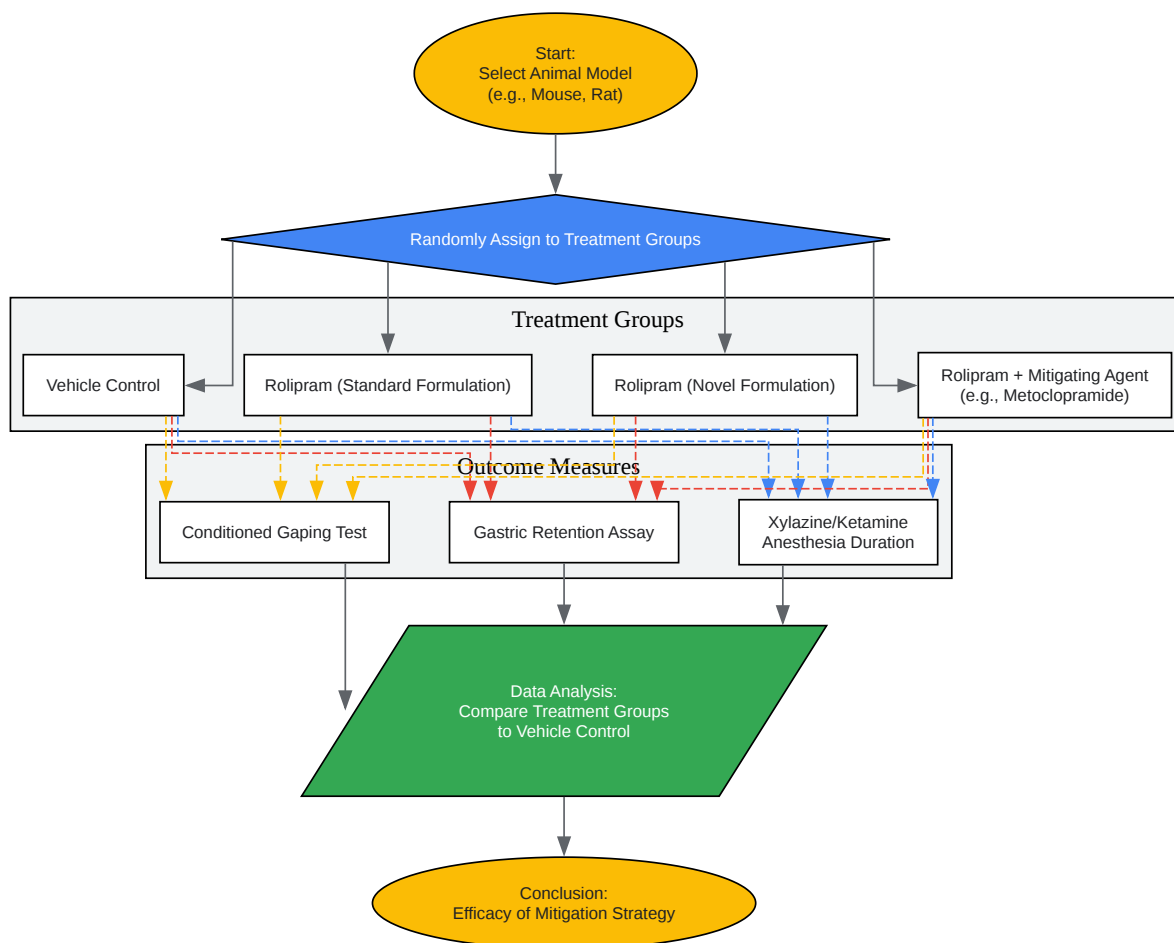 Start:
Select Animal Model
(e.g., Mouse, Rat)
Randomly Assign to Treatment Groups
Treatment Groups
Vehicle Control
Rolipram (Standard Formulation)
Rolipram (Novel Formulation)
Rolipram + Mitigating Agent
(e.g., Metoclopramide)
Outcome Measures
Conditioned Gaping Test
Gastric Retention Assay
Xylazine/Ketamine
Anesthesia Duration
Data Analysis:
Compare Treatment Groups
to Vehicle Control
Conclusion:
Efficacy of Mitigation Strategy